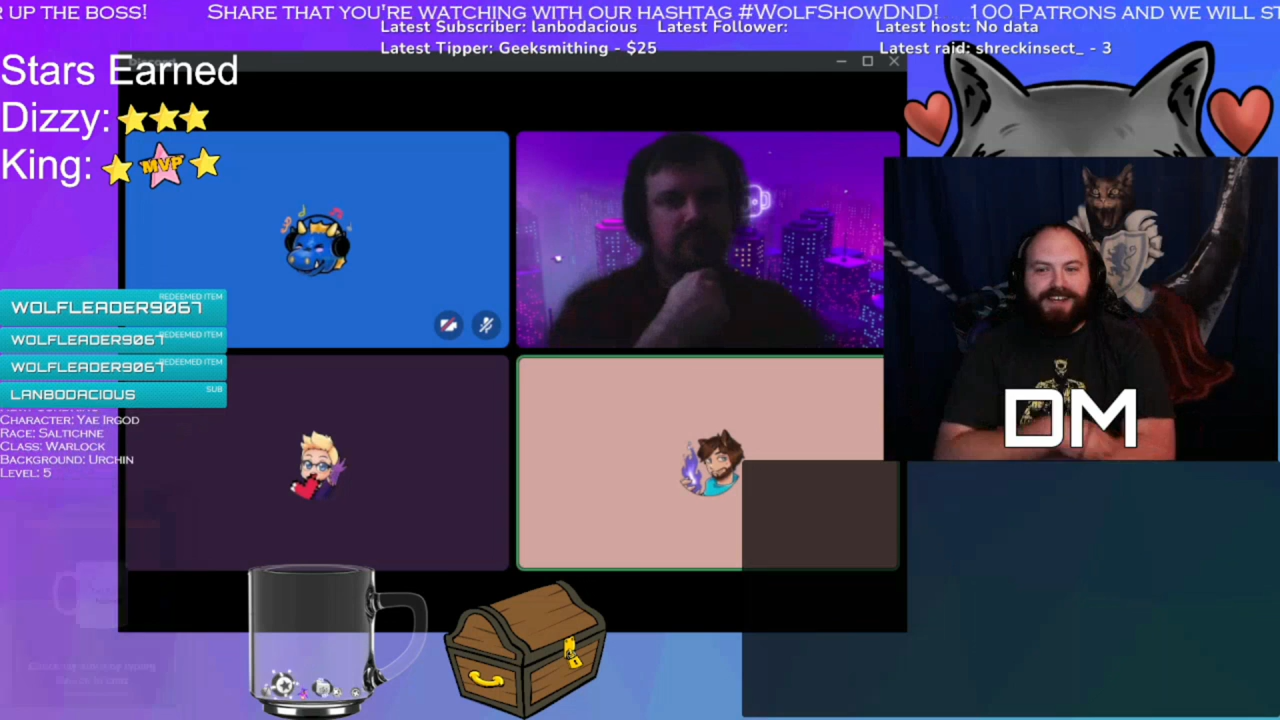 R UP THE BOSS! SHARE THAT YOU'RE WATCHING WITH OUR HASHTAG #WOLFSHOWDND! 100 PATRONS AND WE WILL ST
Latest Subscriber: lanbodacious Latest Follower: Latest host: No data
Latest Tipper: Geeksmithing - $25 Latest raid: shreckinsect_ - 3
Stars Earned
Dizzy:
King: MVP
REDEEMED ITEM
WOLFLEADER9067
REDEEMED ITEM
WOLFLEADER9067
REDEEMED ITEM
WOLFLEADER9067
SUB
LANBODACIOUS
CHARACTER: YAE IRGOD
RACE: SALTICHNE
CLASS: WARLOCK
BACKGROUND: URCHIN
LEVEL: 5
DM